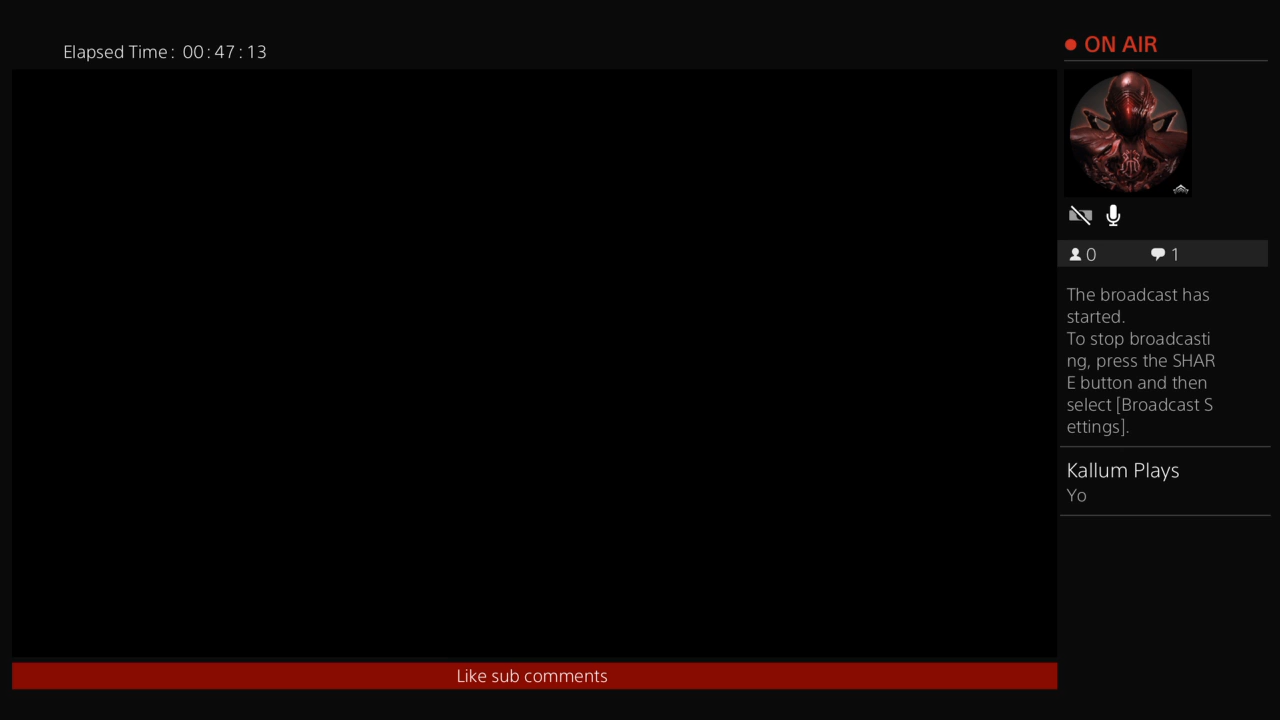 Elapsed Time: 00:47:13
ON AIR
0 1
The broadcast has
started.
To stop broadcasti
ng, press the SHAR
E button and then
select [Broadcast S
ettings].
Kallum Plays
Yo
Like sub comments